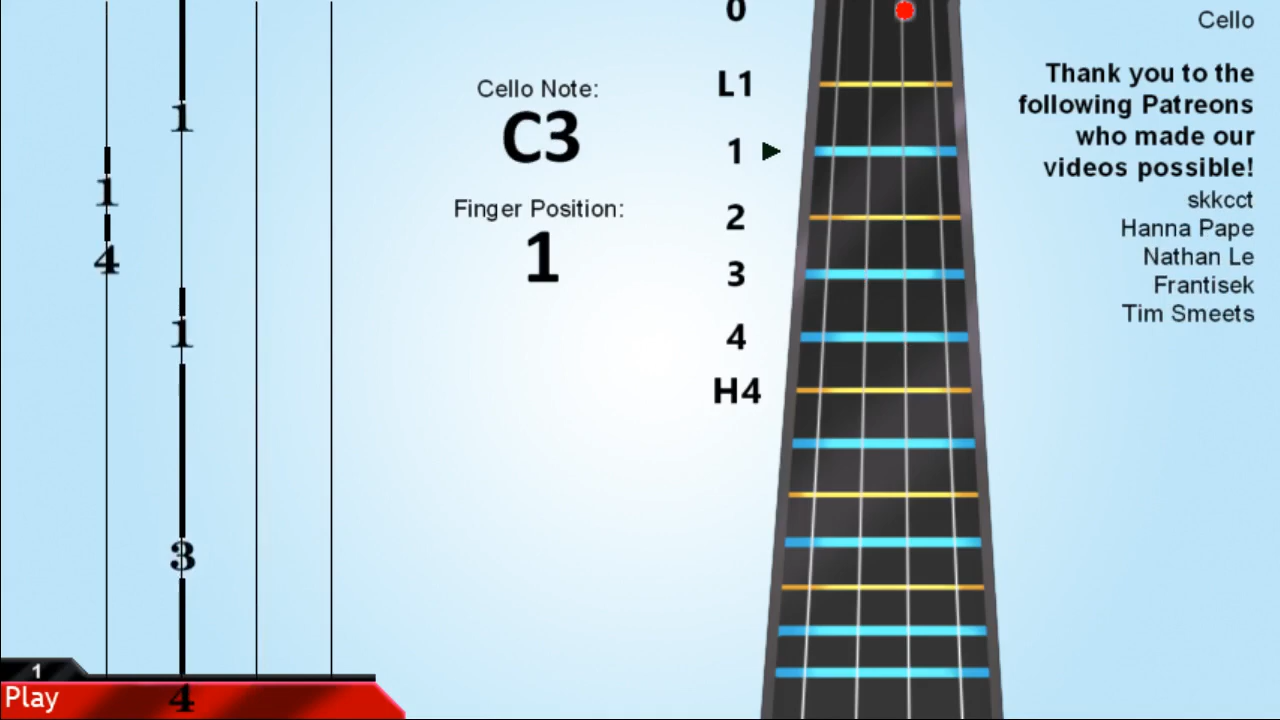 1
1
4
1
3
1
Play
4
Cello Note:
C3
Finger Position:
1
0
L1
1
2
3
4
H4
Cello
Thank you to the
following Patreons
who made our
videos possible!
skkcct
Hanna Pape
Nathan Le
Frantisek
Tim Smeets